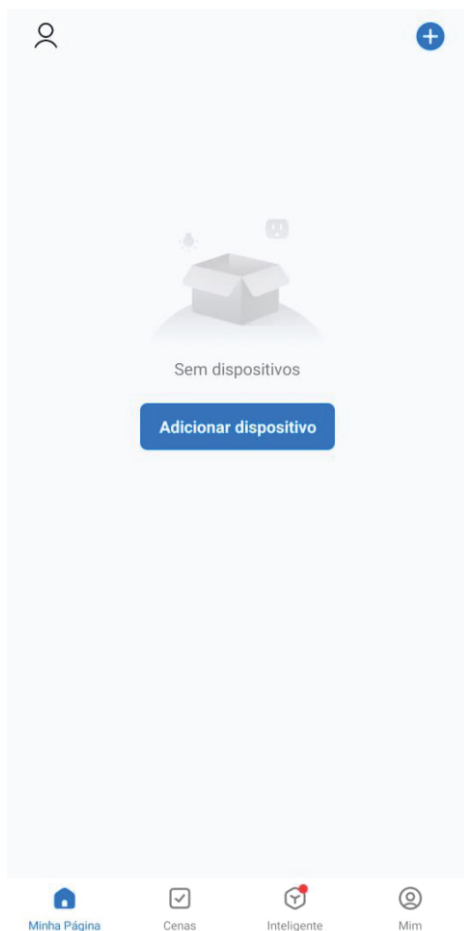 Sem dispositivos
Adicionar dispositivo
Minha Página
Cenas
Inteligente
Mim